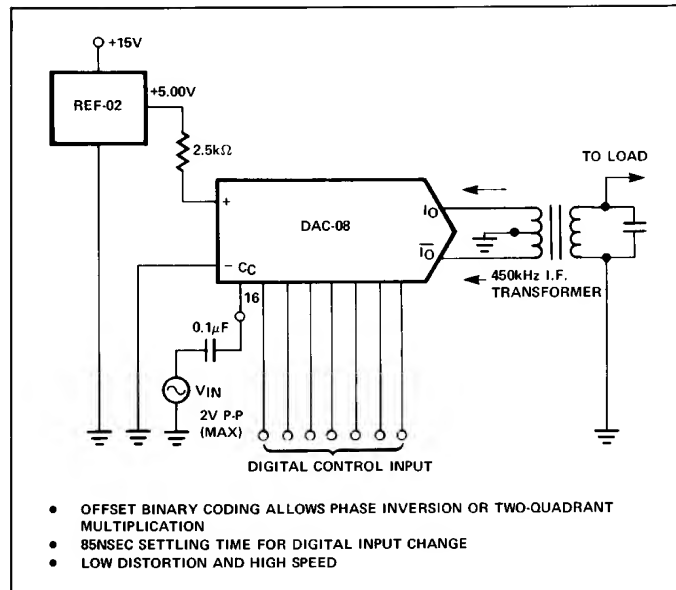 +15V
REF-02
+5.00V
2.5kΩ
TO LOAD
+
IO
DAC-08
−
CC
IO
16
450kHz I.F.
TRANSFORMER
0.1µF
VIN
2V P-P
(MAX)
DIGITAL CONTROL INPUT
• OFFSET BINARY CODING ALLOWS PHASE INVERSION OR TWO-QUADRANT
MULTIPLICATION
• 85NSEC SETTLING TIME FOR DIGITAL INPUT CHANGE
• LOW DISTORTION AND HIGH SPEED